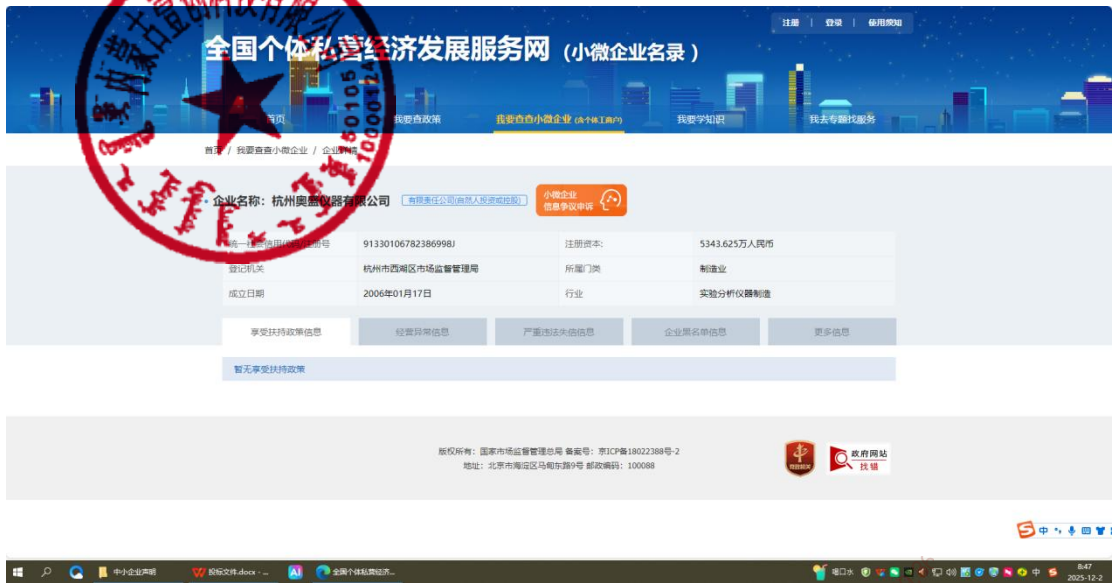 注册 | 登录 | 使用须知
全国个体私营经济发展服务网（小微企业名录）
首页 我要查政策 我要查小微企业（含个体工商户） 我要学知识 我去专题找服务
首页 / 我要查小微企业 / 企业详情
企业名称：杭州奥盛仪器有限公司 有限责任公司(自然人投资或控股) 小微企业
信息争议申诉
统一社会信用代码/注册号 91330106782386998J 注册资本: 5343.625万人民币
登记机关 杭州市西湖区市场监督管理局 所属门类 制造业
成立日期 2006年01月17日 行业 实验分析仪器制造
享受扶持政策信息 经营异常信息 严重违法失信信息 企业黑名单信息 更多信息
暂无享受扶持政策
版权所有：国家市场监督管理总局 备案号：京ICP备18022388号-2
地址：北京市海淀区马甸东路9号 邮政编码：100088
政府网站
找错
中
中小企业声明 投标文件.docx - ... AI 全国个体私营经济... 中 8:47
2025-12-2